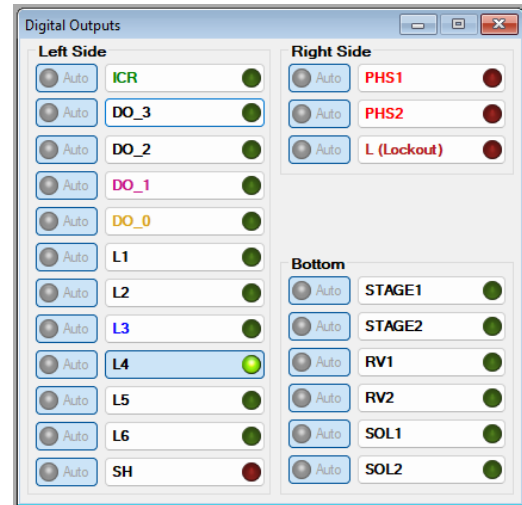 Digital Outputs
Left Side
Auto ICR
Auto DO_3
Auto DO_2
Auto DO_1
Auto DO_0
Auto L1
Auto L2
Auto L3
Auto L4
Auto L5
Auto L6
Auto SH
Right Side
Auto PHS1
Auto PHS2
Auto L (Lockout)
Bottom
Auto STAGE1
Auto STAGE2
Auto RV1
Auto RV2
Auto SOL1
Auto SOL2